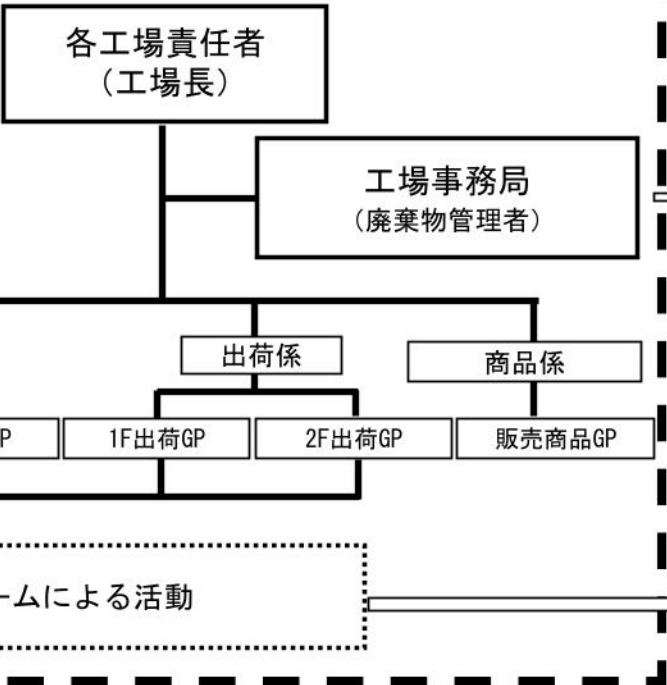 各工場責任者
（工場長）
工場事務局
（廃棄物管理者）
出荷係
商品係
P
1F出荷GP
2F出荷GP
販売商品GP
ームによる活動